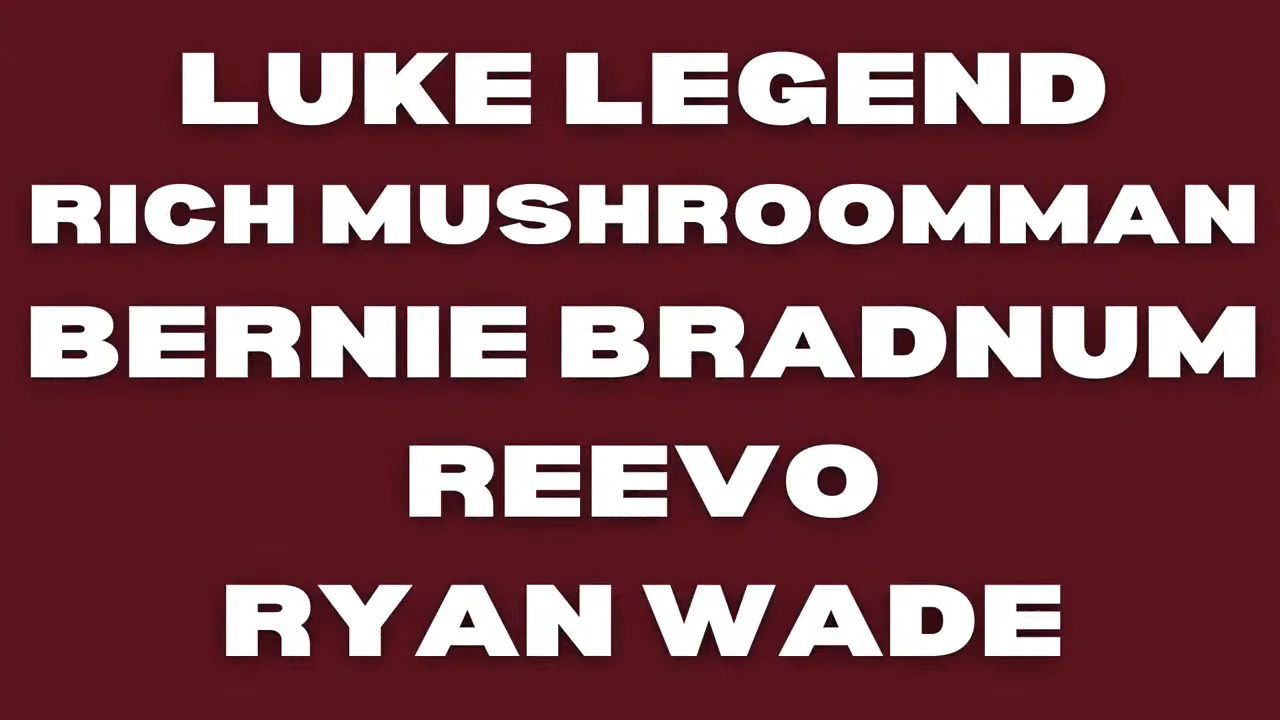 LUKE LEGEND
RICH MUSHROOMMAN
BERNIE BRADNUM
REEVO
RYAN WADE